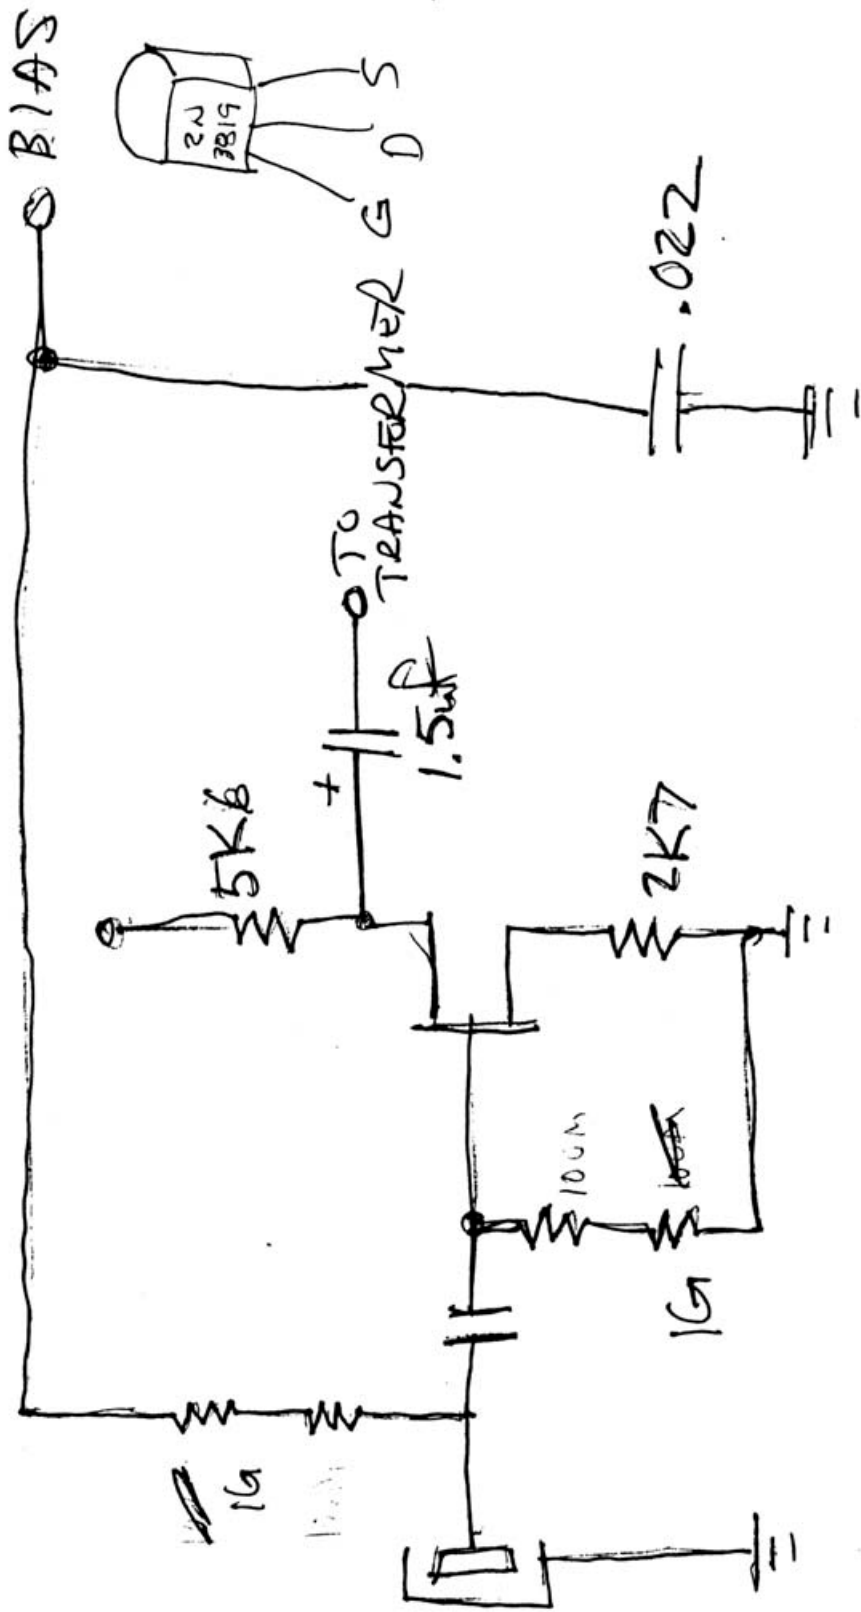 BIAS
2N
3819
S
D
G
.022
TO
TRANSFORMER
1.5uf
5K6
2K7
100M
1G
1G